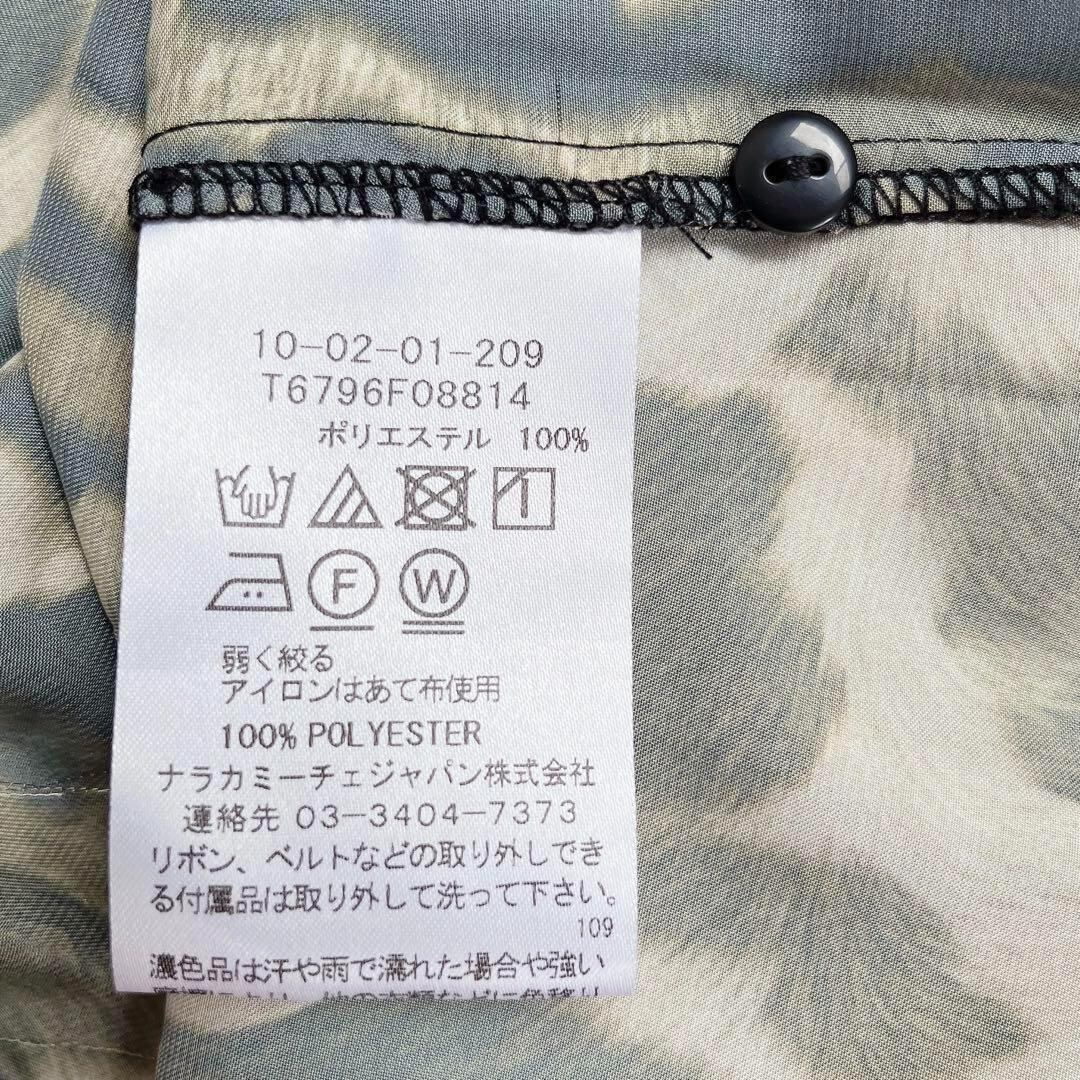 10-02-01-209
T6796F08814
ポリエステル 100%
F W
弱く絞る
アイロンはあて布使用
100% POLYESTER
ナラカミーチェジャパン株式会社
連絡先 03-3404-7373
リボン、ベルトなどの取り外しでき
る付属品は取り外して洗って下さい。
109
濃色品は汗や雨で濡れた場合や強い